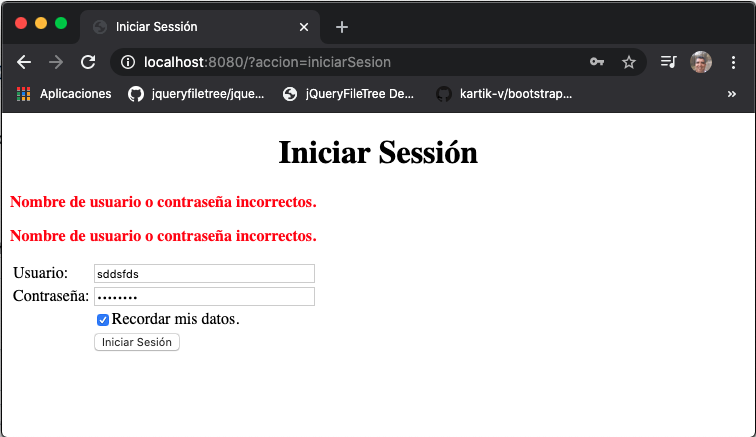 Iniciar Sessión
localhost:8080/?accion=iniciarSesion
Aplicaciones jqueryfiletree/jque... jQueryFileTree De... kartik-v/bootstrap... »
Iniciar Sessión
Nombre de usuario o contraseña incorrectos.
Nombre de usuario o contraseña incorrectos.
Usuario: sddsfds
Contraseña: ••••••••
Recordar mis datos.
Iniciar Sesión